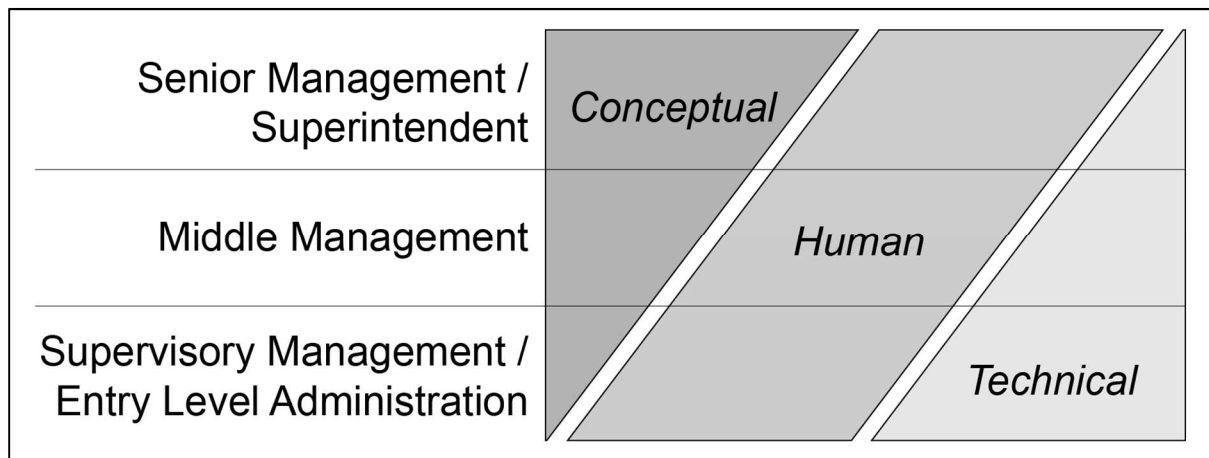 Senior Management /
Superintendent
Conceptual
Middle Management
Human
Supervisory Management /
Entry Level Administration
Technical